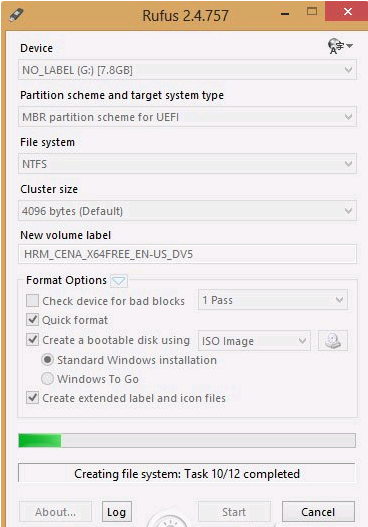 Rufus 2.4.757
Device
NO_LABEL (G:) [7.8GB]
Partition scheme and target system type
MBR partition scheme for UEFI
File system
NTFS
Cluster size
4096 bytes (Default)
New volume label
HRM_CENA_X64FREE_EN-US_DV5
Format Options
Check device for bad blocks 1 Pass
Quick format
Create a bootable disk using ISO Image
Standard Windows installation
Windows To Go
Create extended label and icon files
Creating file system: Task 10/12 completed
About... Log Start Cancel